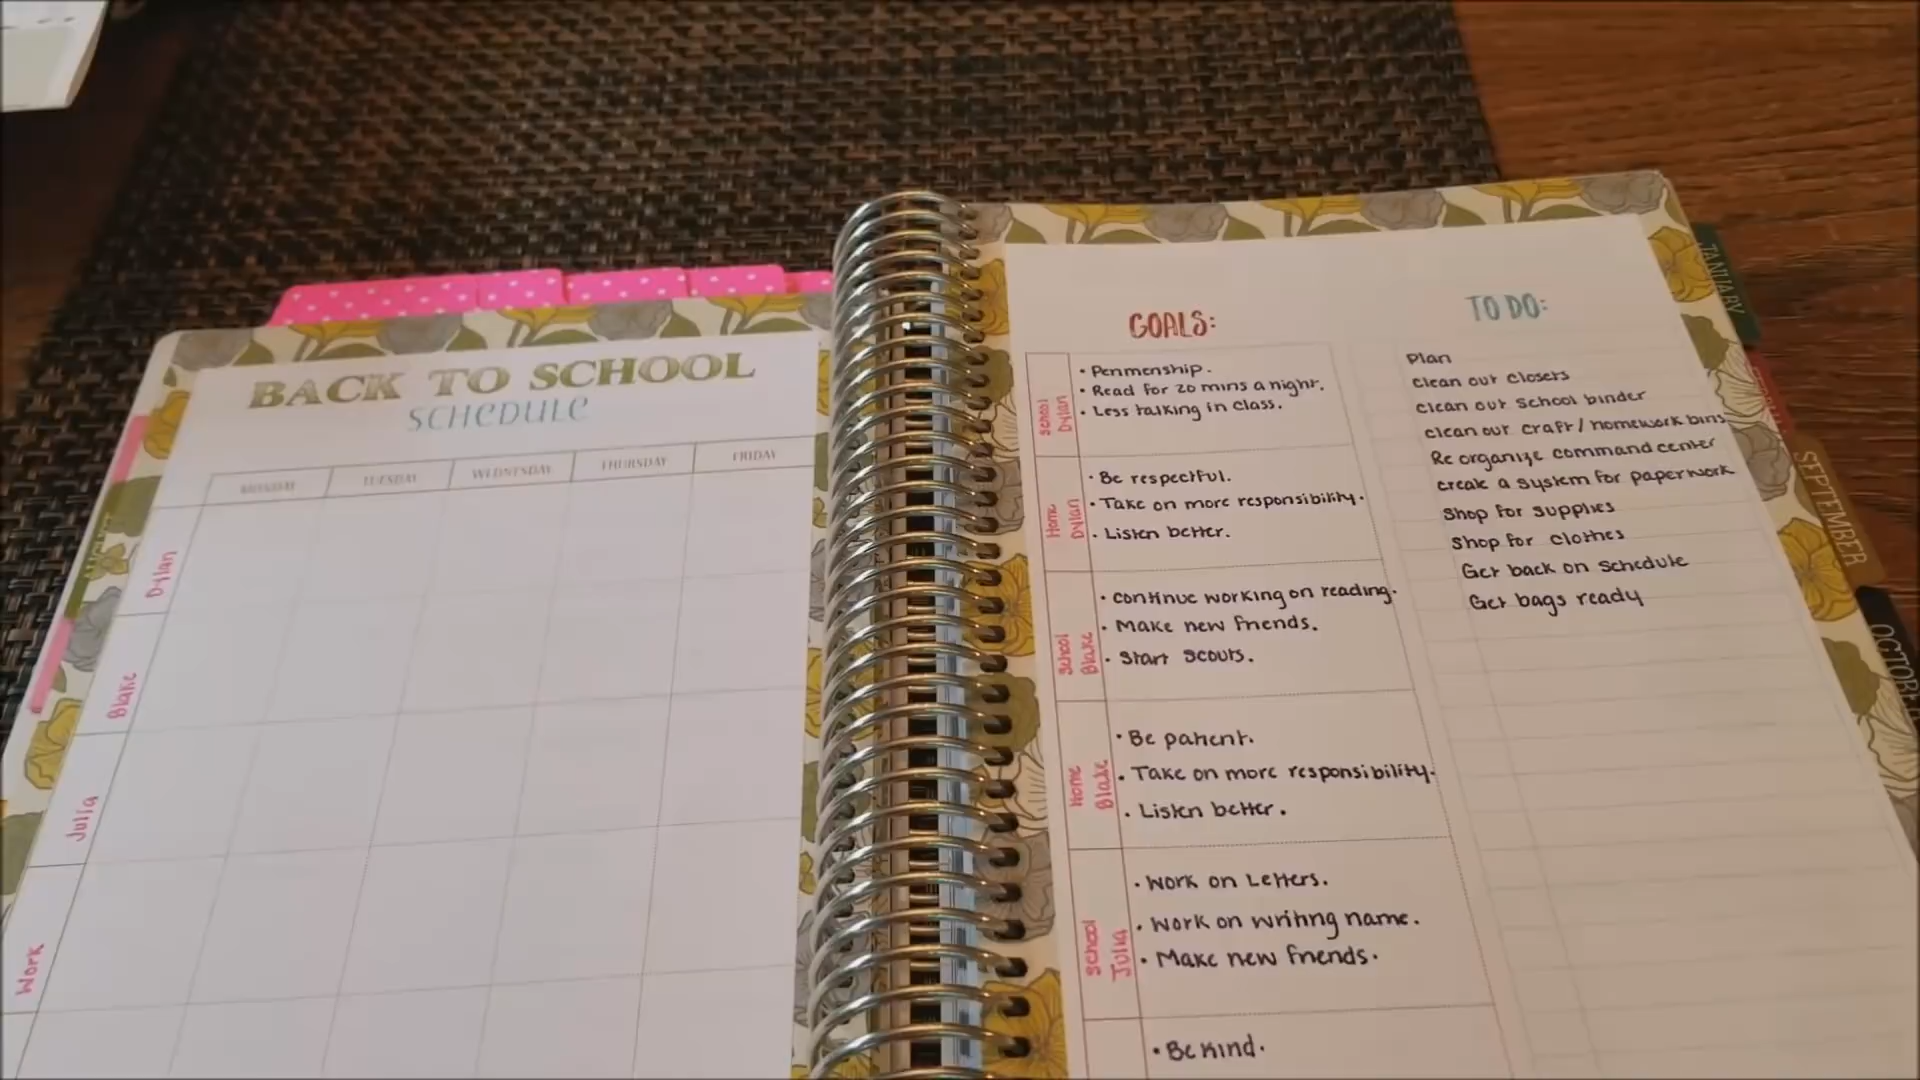 BACK TO SCHOOL
SCHEDULE
MONDAY TUESDAY WEDNESDAY THURSDAY FRIDAY
Dylan
Blake
Julia
Work
GOALS:
School Dylan
• Penmenship.
• Read for 20 mins a night.
• Less talking in class.
Home Dylan
• Be respectful.
• Take on more responsibility.
• Listen better.
School Blake
• continue working on reading.
• Make new friends.
• Start scouts.
Home Blake
• Be patient.
• Take on more responsibility.
• Listen better.
School Julia
• Work on Letters.
• Work on writing name.
• Make new friends.
• Be kind.
TO DO:
Plan
Clean out closets
Clean out school binder
Clean out craft / homework bins
Re organize command center
Create a system for paperwork
Shop for supplies
Shop for clothes
Get back on schedule
Get bags ready
JANUARY
SEPTEMBER
OCTOBER